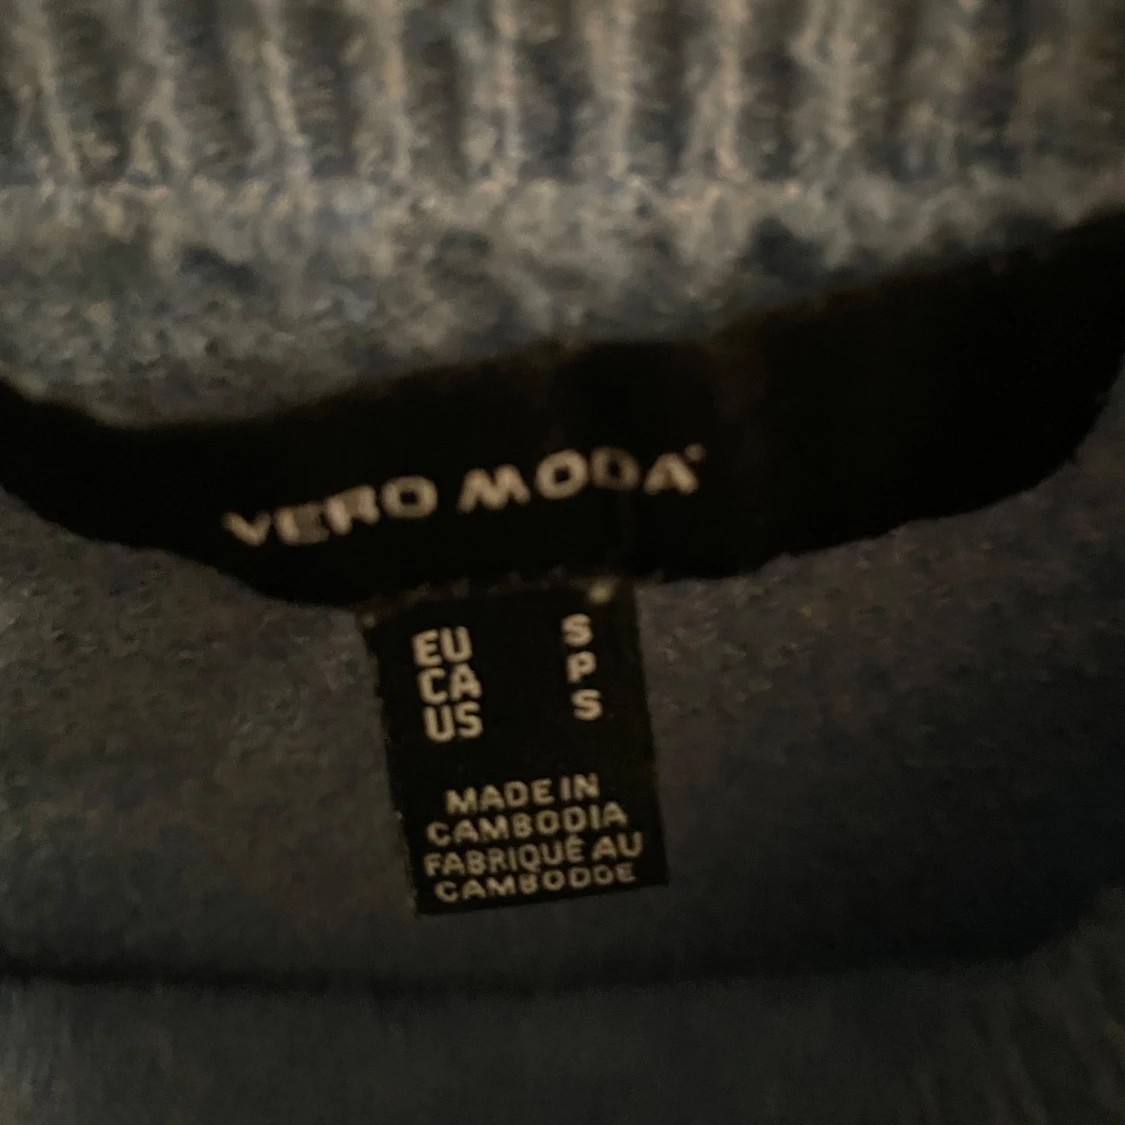 VERO MODA
EU S
CA P
US S
MADE IN
CAMBODIA
FABRIQUÉ AU
CAMBODGE